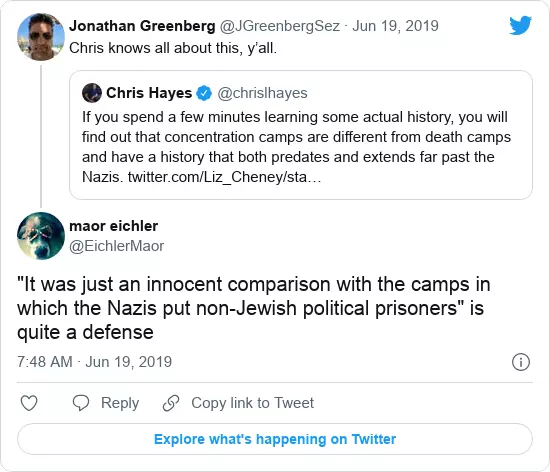 Jonathan Greenberg @JGreenbergSez · Jun 19, 2019
Chris knows all about this, y’all.
Chris Hayes @chrislhayes
If you spend a few minutes learning some actual history, you will
find out that concentration camps are different from death camps
and have a history that both predates and extends far past the
Nazis. twitter.com/Liz_Cheney/sta…
maor eichler
@EichlerMaor
"It was just an innocent comparison with the camps in
which the Nazis put non-Jewish political prisoners" is
quite a defense
7:48 AM · Jun 19, 2019
Reply Copy link to Tweet
Explore what's happening on Twitter